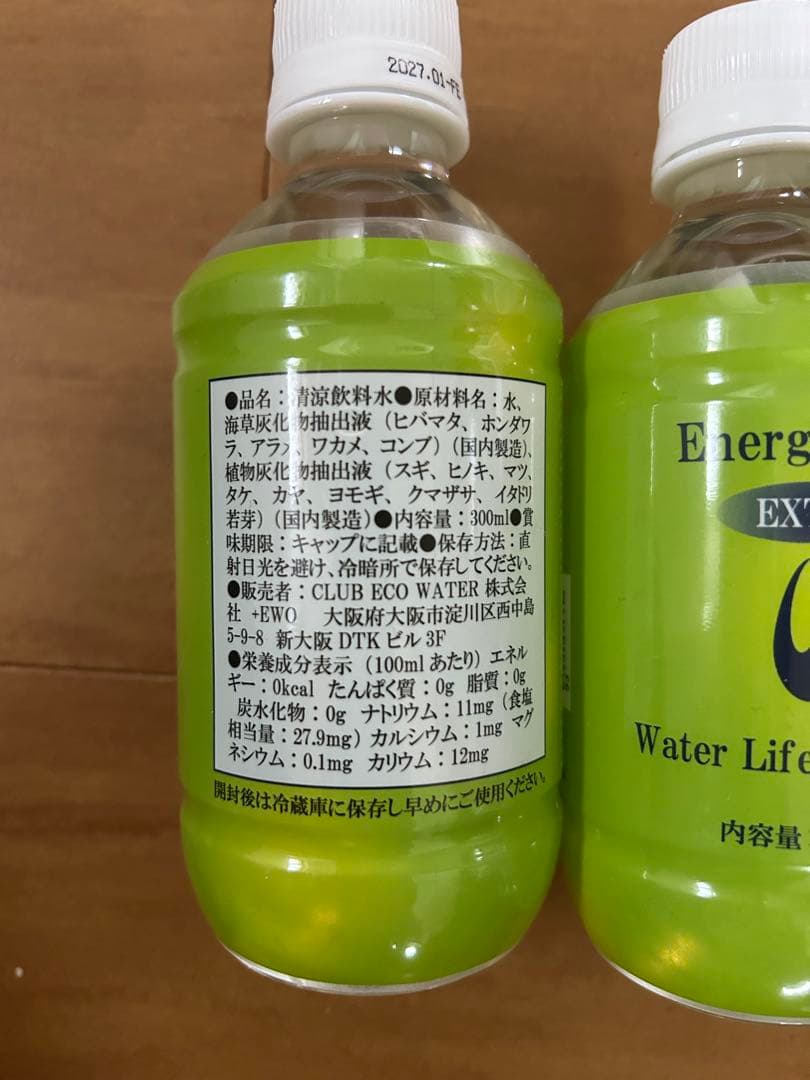 2027.01-FE
●品名：清涼飲料水●原材料名：水、
海草灰化物抽出液（ヒバマタ、ホンダワ
ラ、アラメ、ワカメ、コンブ）（国内製造）、
植物灰化物抽出液（スギ、ヒノキ、マツ、
タケ、カヤ、ヨモギ、クマザサ、イタドリ
若芽）（国内製造）●内容量：300ml●賞
味期限：キャップに記載●保存方法：直
射日光を避け、冷暗所で保存してください。
●販売者：CLUB ECO WATER 株式会
社 +EWO 大阪府大阪市淀川区西中島
5-9-8 新大阪 DTK ビル 3F
●栄養成分表示（100ml あたり）エネル
ギー：0kcal たんぱく質：0g 脂質：0g
炭水化物：0g ナトリウム：11mg（食塩
相当量：27.9mg）カルシウム：1mg マグ
ネシウム：0.1mg カリウム：12mg
開封後は冷蔵庫に保存し早めにご使用ください。
Energ
EXT
Water Life
内容量